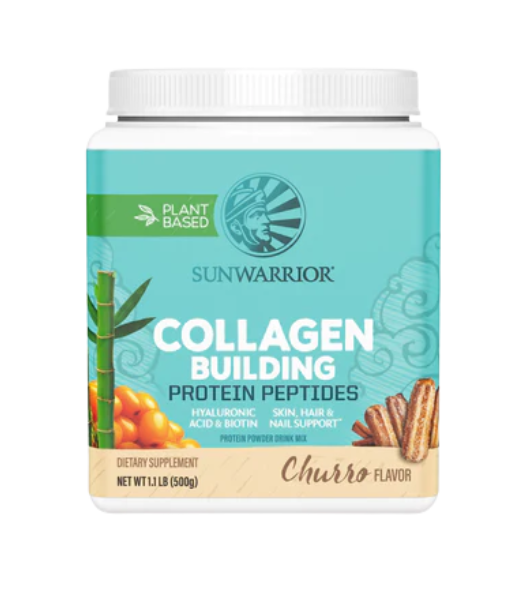 PLANT
BASED
SUNWARRIOR®
COLLAGEN
BUILDING
PROTEIN PEPTIDES
HYALURONIC
ACID & BIOTIN
SKIN, HAIR &
NAIL SUPPORT**
PROTEIN POWDER DRINK MIX
DIETARY SUPPLEMENT
NET WT 1.1 LB (500g)
Churro FLAVOR